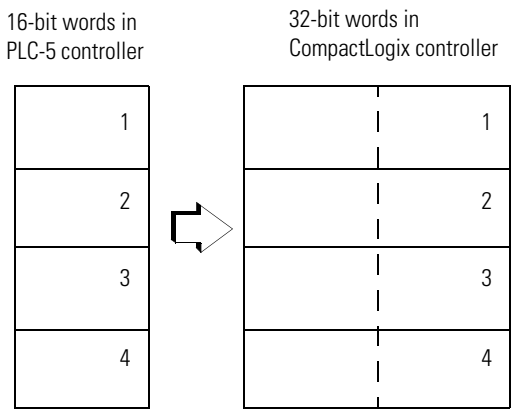 16-bit words in
PLC-5 controller
32-bit words in
CompactLogix controller
1
1
2
2
3
3
4
4